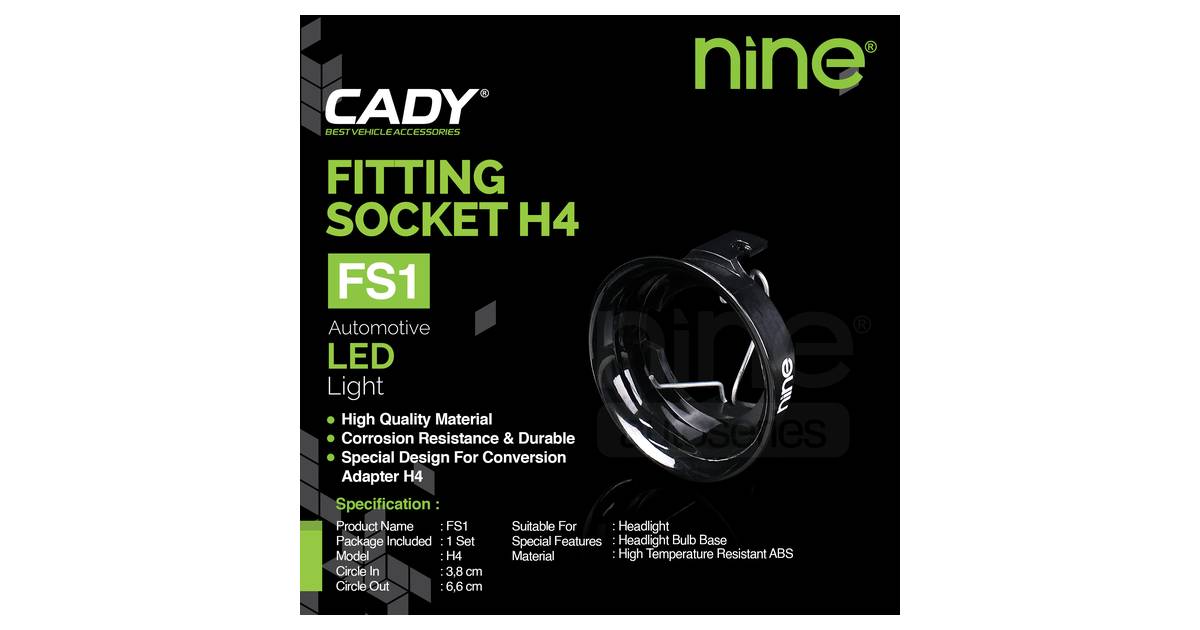 nine®
CADY®
BEST VEHICLE ACCESSORIES
FITTING
SOCKET H4
FS1
Automotive
LED
Light
High Quality Material
Corrosion Resistance & Durable
Special Design For Conversion
Adapter H4
nine
nine®
autoseries
Specification :
Product Name : FS1
Package Included : 1 Set
Model : H4
Circle In : 3,8 cm
Circle Out : 6,6 cm
Suitable For : Headlight
Special Features : Headlight Bulb Base
Material : High Temperature Resistant ABS